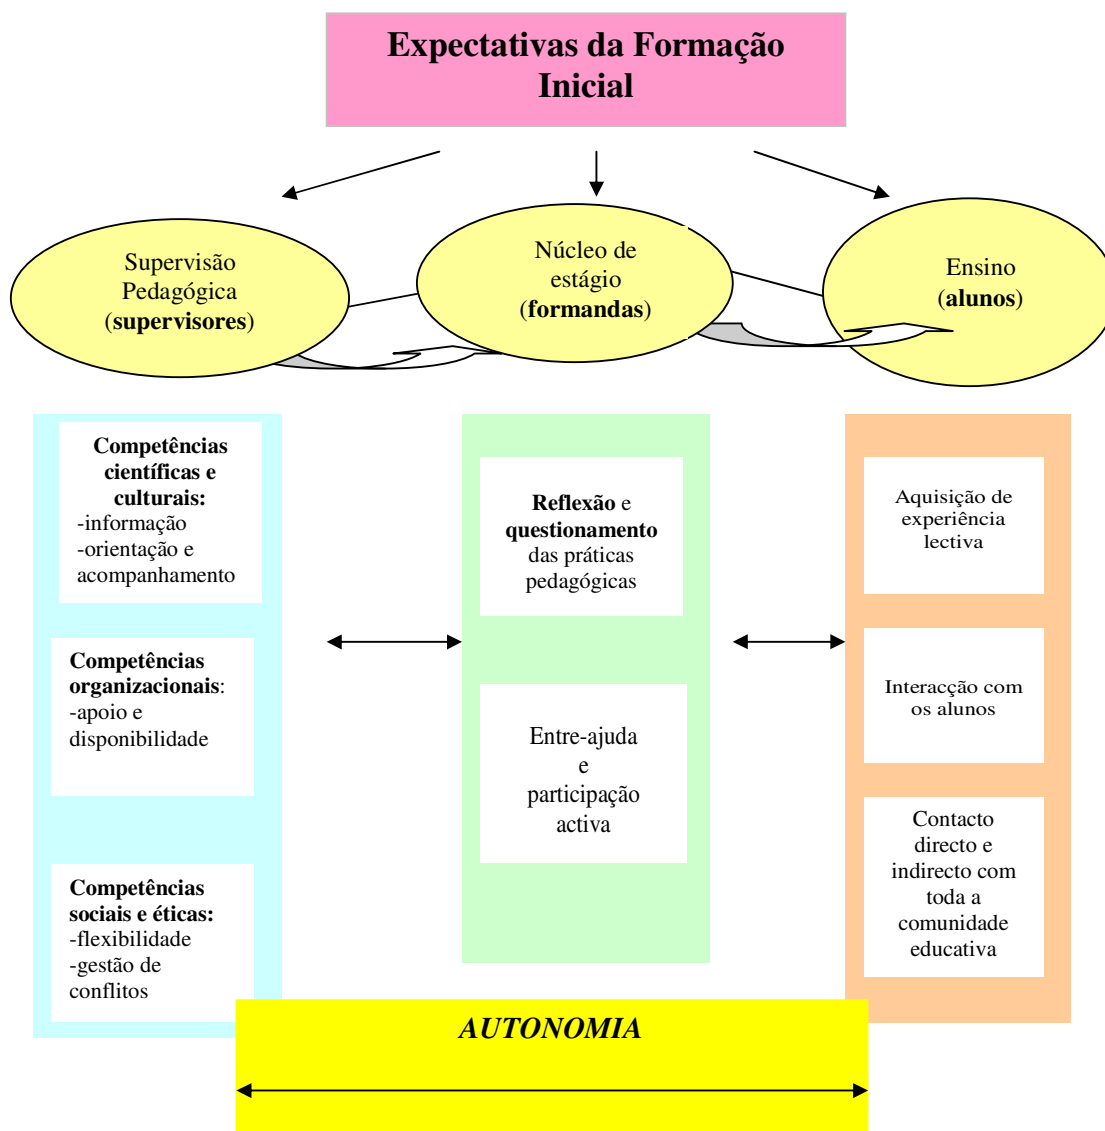 Expectativas da Formação
Inicial
Supervisão
Pedagógica
(supervisores)
Núcleo de
estágio
(formandas)
Ensino
(alunos)
Competências
científicas e
culturais:
-informação
-orientação e
acompanhamento
Competências
organizacionais:
-apoio e
disponibilidade
Competências
sociais e éticas:
-flexibilidade
-gestão de
conflitos
Reflexão e
questionamento
das práticas
pedagógicas
Entre-ajuda
e
participação
activa
Aquisição de
experiência
lectiva
Interacção com
os alunos
Contacto
directo e
indirecto com
toda a
comunidade
educativa
AUTONOMIA